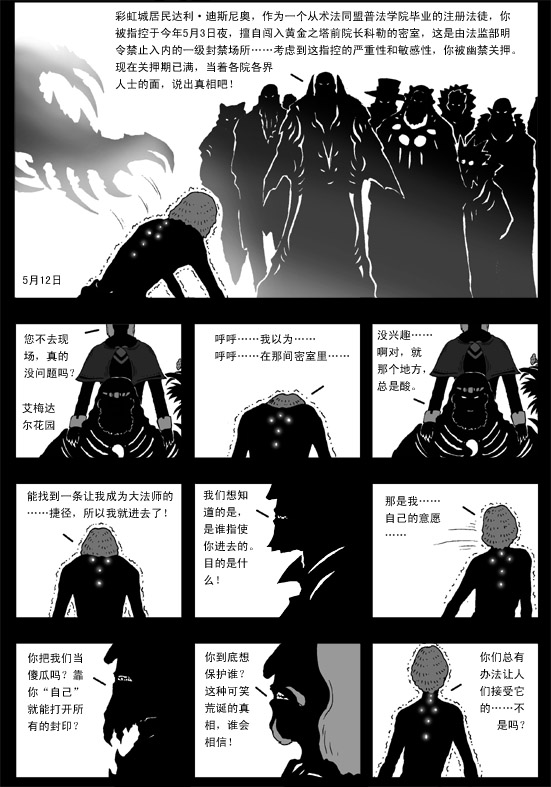 彩虹城居民达利·迪斯尼奥，作为一个从术法同盟普法学院毕业的注册法徒，你
被指控于今年5月3日夜，擅自闯入黄金之塔前院长科勒的密室，这是由法监部明
令禁止入内的一级封禁场所……考虑到这指控的严重性和敏感性，你被幽禁关押。
现在关押期已满，当着各院各界
人士的面，说出真相吧！
5月12日
您不去现
场，真的
没问题吗？
艾梅达
尔花园
呼呼……我以为……
呼呼……在那间密室里……
没兴趣……
啊对，就
那个地方，
总是酸。
能找到一条让我成为大法师的
……捷径，所以我就进去了！
我们想知
道的是，
是谁指使
你进去的。
目的是什
么！
那是我……
自己的意愿
……
你把我们当
傻瓜吗？靠
你“自己”
就能打开所
有的封印？
你到底想
保护谁？
这种可笑
荒诞的真
相，谁会
相信！
你们总有
办法让人
们接受它
的……不
是吗？